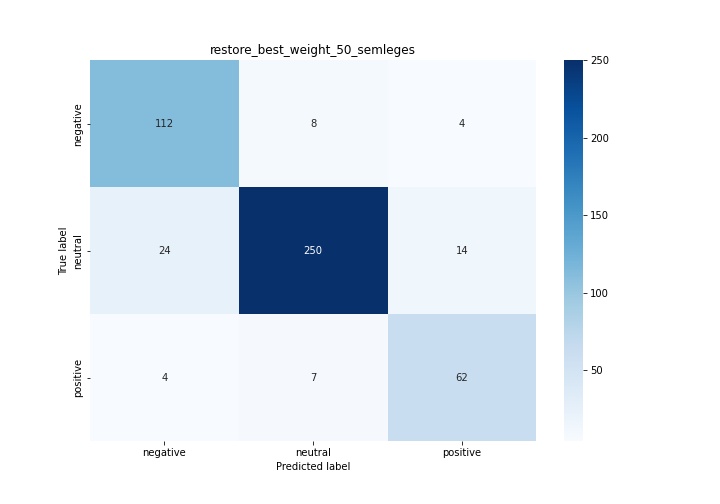 restore_best_weight_50_semleges
negative
112
8
4
True label
neutral
24
250
14
positive
4
7
62
negative
neutral
positive
Predicted label
250
200
150
100
50